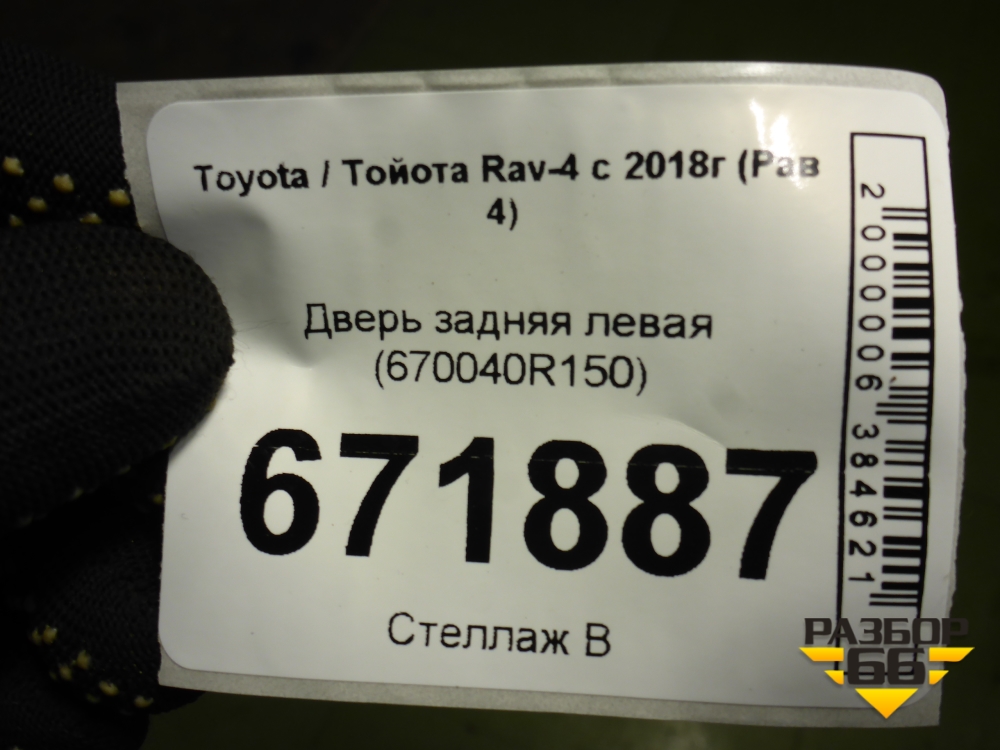 Toyota / Тойота Rav-4 с 2018г (Рав
4)
Дверь задняя левая
(670040R150)
671887
Стеллаж В
2000006384621
РАЗБОР
66